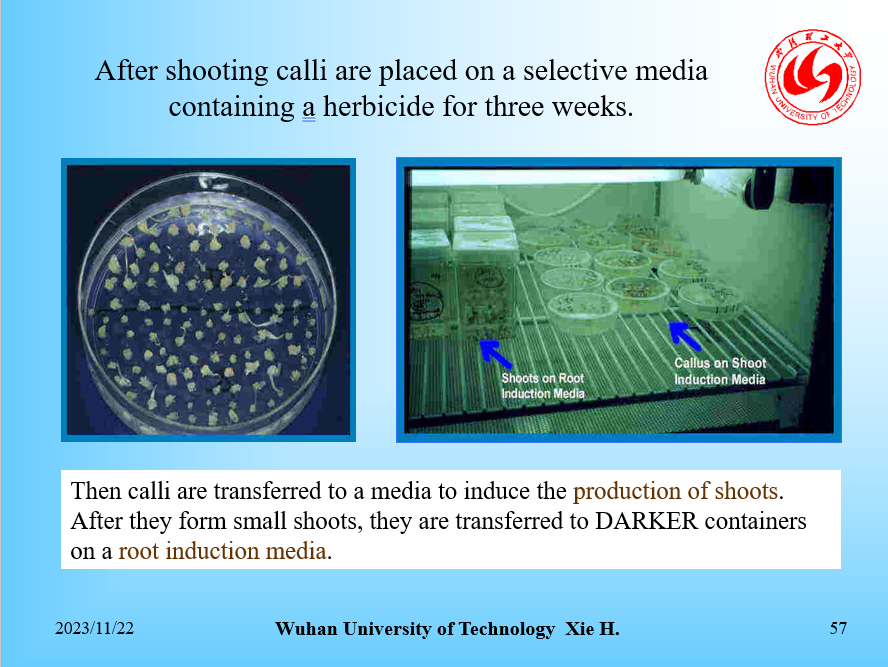 After shooting calli are placed on a selective media
containing a herbicide for three weeks.
WUHAN UNIVERSITY OF TECHNOLOGY
Shoots on Root
Induction Media
Callus on Shoot
Induction Media
Then calli are transferred to a media to induce the production of shoots.
After they form small shoots, they are transferred to DARKER containers
on a root induction media.
2023/11/22
Wuhan University of Technology Xie H.
57